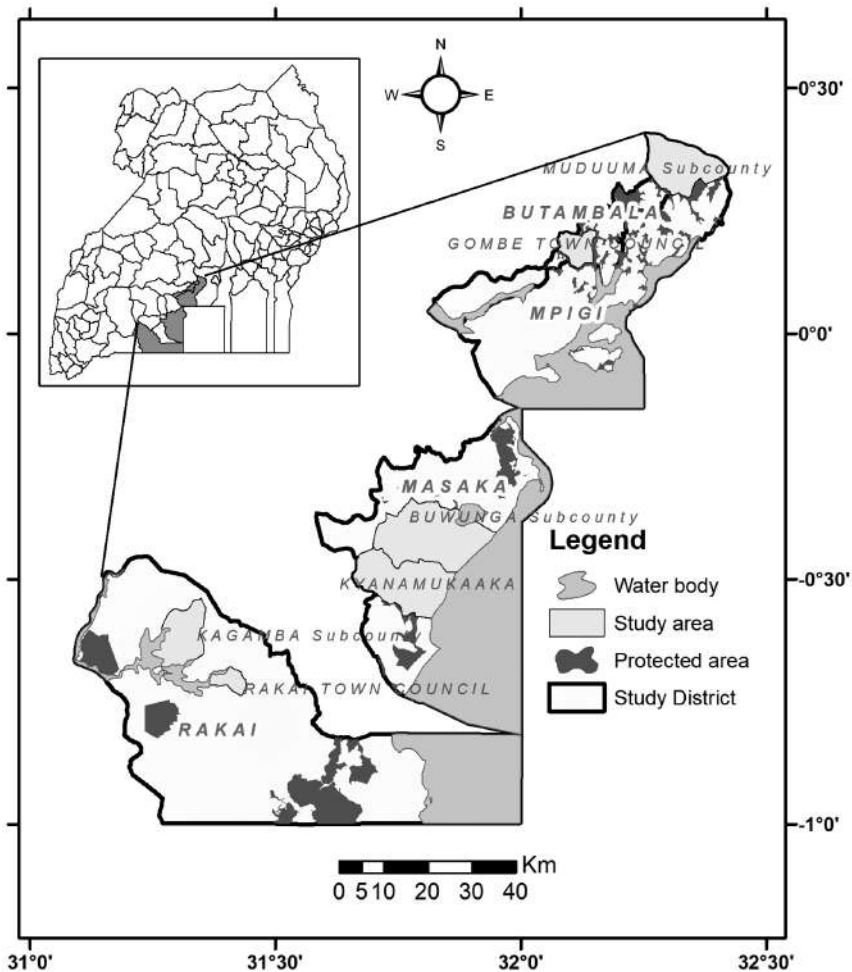 N
W E
S
0°30'
MUDUUMA Subcounty
BUTAMBALA
GOMBE TOWN COUNCIL
MPIGI
0°0'
MASAKA
BUWUNGA Subcounty
Legend
KYANAMUKAAKA
-0°30'
Water body
Study area
KAGAMBA Subcounty
Protected area
RAKAI TOWN COUNCIL
Study District
RAKAI
-1°0'
Km
0 5 10 20 30 40
31°0' 31°30' 32°0' 32°30'